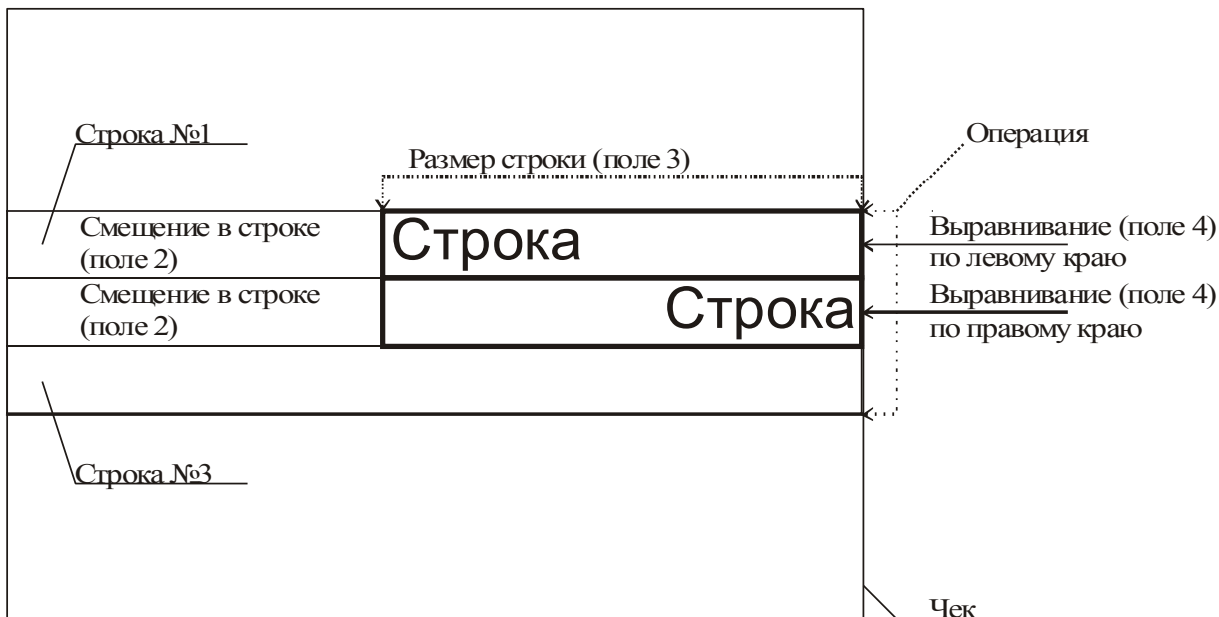 Строка №1
Операция
Размер строки (поле 3)
Смещение в строке
(поле 2)
Строка
Выравнивание (поле 4)
по левому краю
Смещение в строке
(поле 2)
Строка
Выравнивание (поле 4)
по правому краю
Строка №3
Чек